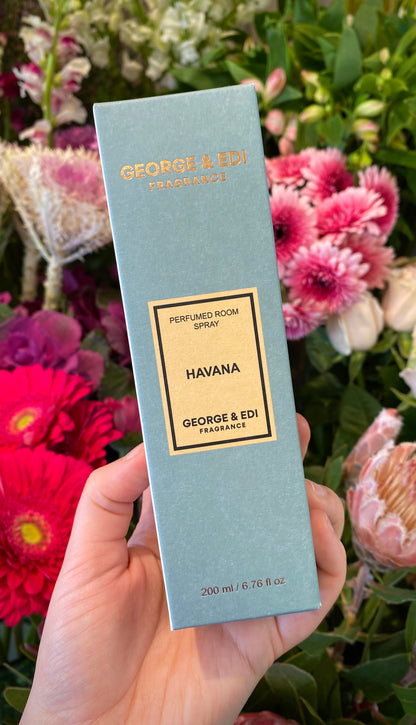 GEORGE & EDI
FRAGRANCE
PERFUMED ROOM
SPRAY
HAVANA
GEORGE & EDI
FRAGRANCE
200 ml / 6.76 fl oz